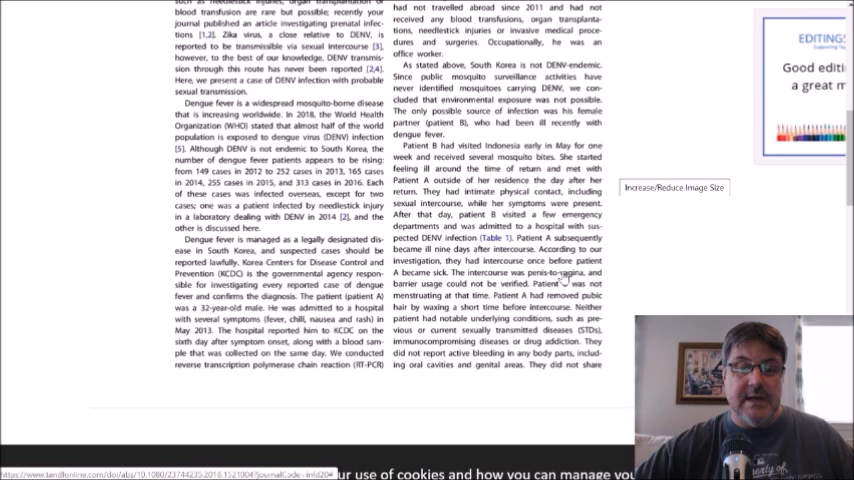 blood transfusion are rare but possible; recently your
journal published an article investigating prenatal infec-
tions [1,2]. Zika virus, a close relative to DENV, is
reported to be transmissible via sexual intercourse [3],
however, to the best of our knowledge, DENV transmis-
sion through this route has never been reported [2,4].
Here, we present a case of DENV infection with probable
sexual transmission.
Dengue fever is a widespread mosquito-borne disease
that is increasing worldwide. In 2018, the World Health
Organization (WHO) stated that almost half of the world
population is exposed to dengue virus (DENV) infection
[5]. Although DENV is not endemic to South Korea, the
number of dengue fever patients appears to be rising:
from 149 cases in 2012 to 252 cases in 2013, 165 cases
in 2014, 255 cases in 2015, and 313 cases in 2016. Each
of these cases was infected overseas, except for two
cases; one was a patient infected by needlestick injury
in a laboratory dealing with DENV in 2014 [2], and the
other is discussed here.
Dengue fever is managed as a legally designated dis-
ease in South Korea, and suspected cases should be
reported lawfully. Korea Centers for Disease Control and
Prevention (KCDC) is the governmental agency respon-
sible for investigating every reported case of dengue
fever and confirms the diagnosis. The patient (patient A)
was a 32-year-old male. He was admitted to a hospital
with several symptoms (fever, chill, nausea and rash) in
May 2013. The hospital reported him to KCDC on the
sixth day after symptom onset, along with a blood sam-
ple that was collected on the same day. We conducted
reverse transcription polymerase chain reaction (RT-PCR)
had not travelled abroad since 2011 and had not
received any blood transfusions, organ transplanta-
tions, needlestick injuries or invasive medical proce-
dures and surgeries. Occupationally, he was an
office worker.
As stated above, South Korea is not DENV-endemic.
Since public mosquito surveillance activities have
never identified mosquitoes carrying DENV, we con-
cluded that environmental exposure was not possible.
The only possible source of infection was his female
partner (patient B), who had been ill recently with
dengue fever.
Patient B had visited Indonesia early in May for one
week and received several mosquito bites. She started
feeling ill around the time of return and met with
Patient A outside of her residence the day after her
return. They had intimate physical contact, including
sexual intercourse, while her symptoms were present.
After that day, patient B visited a few emergency
departments and was admitted to a hospital with sus-
pected DENV infection (Table 1). Patient A subsequently
became ill nine days after intercourse. According to our
investigation, they had intercourse once before patient
A became sick. The intercourse was penis-to-vagina, and
barrier usage could not be verified. Patient was not
menstruating at that time. Patient A had removed pubic
hair by waxing a short time before intercourse. Neither
patient had notable underlying conditions, such as pre-
vious or current sexually transmitted diseases (STDs),
immunocompromising diseases or drug addiction. They
did not report active bleeding in any body parts, includ-
ing oral cavities and genital areas. They did not share
EDITINGS
Good editi
a great m
Increase/Reduce Image Size
ur use of cookies and how you can manage you